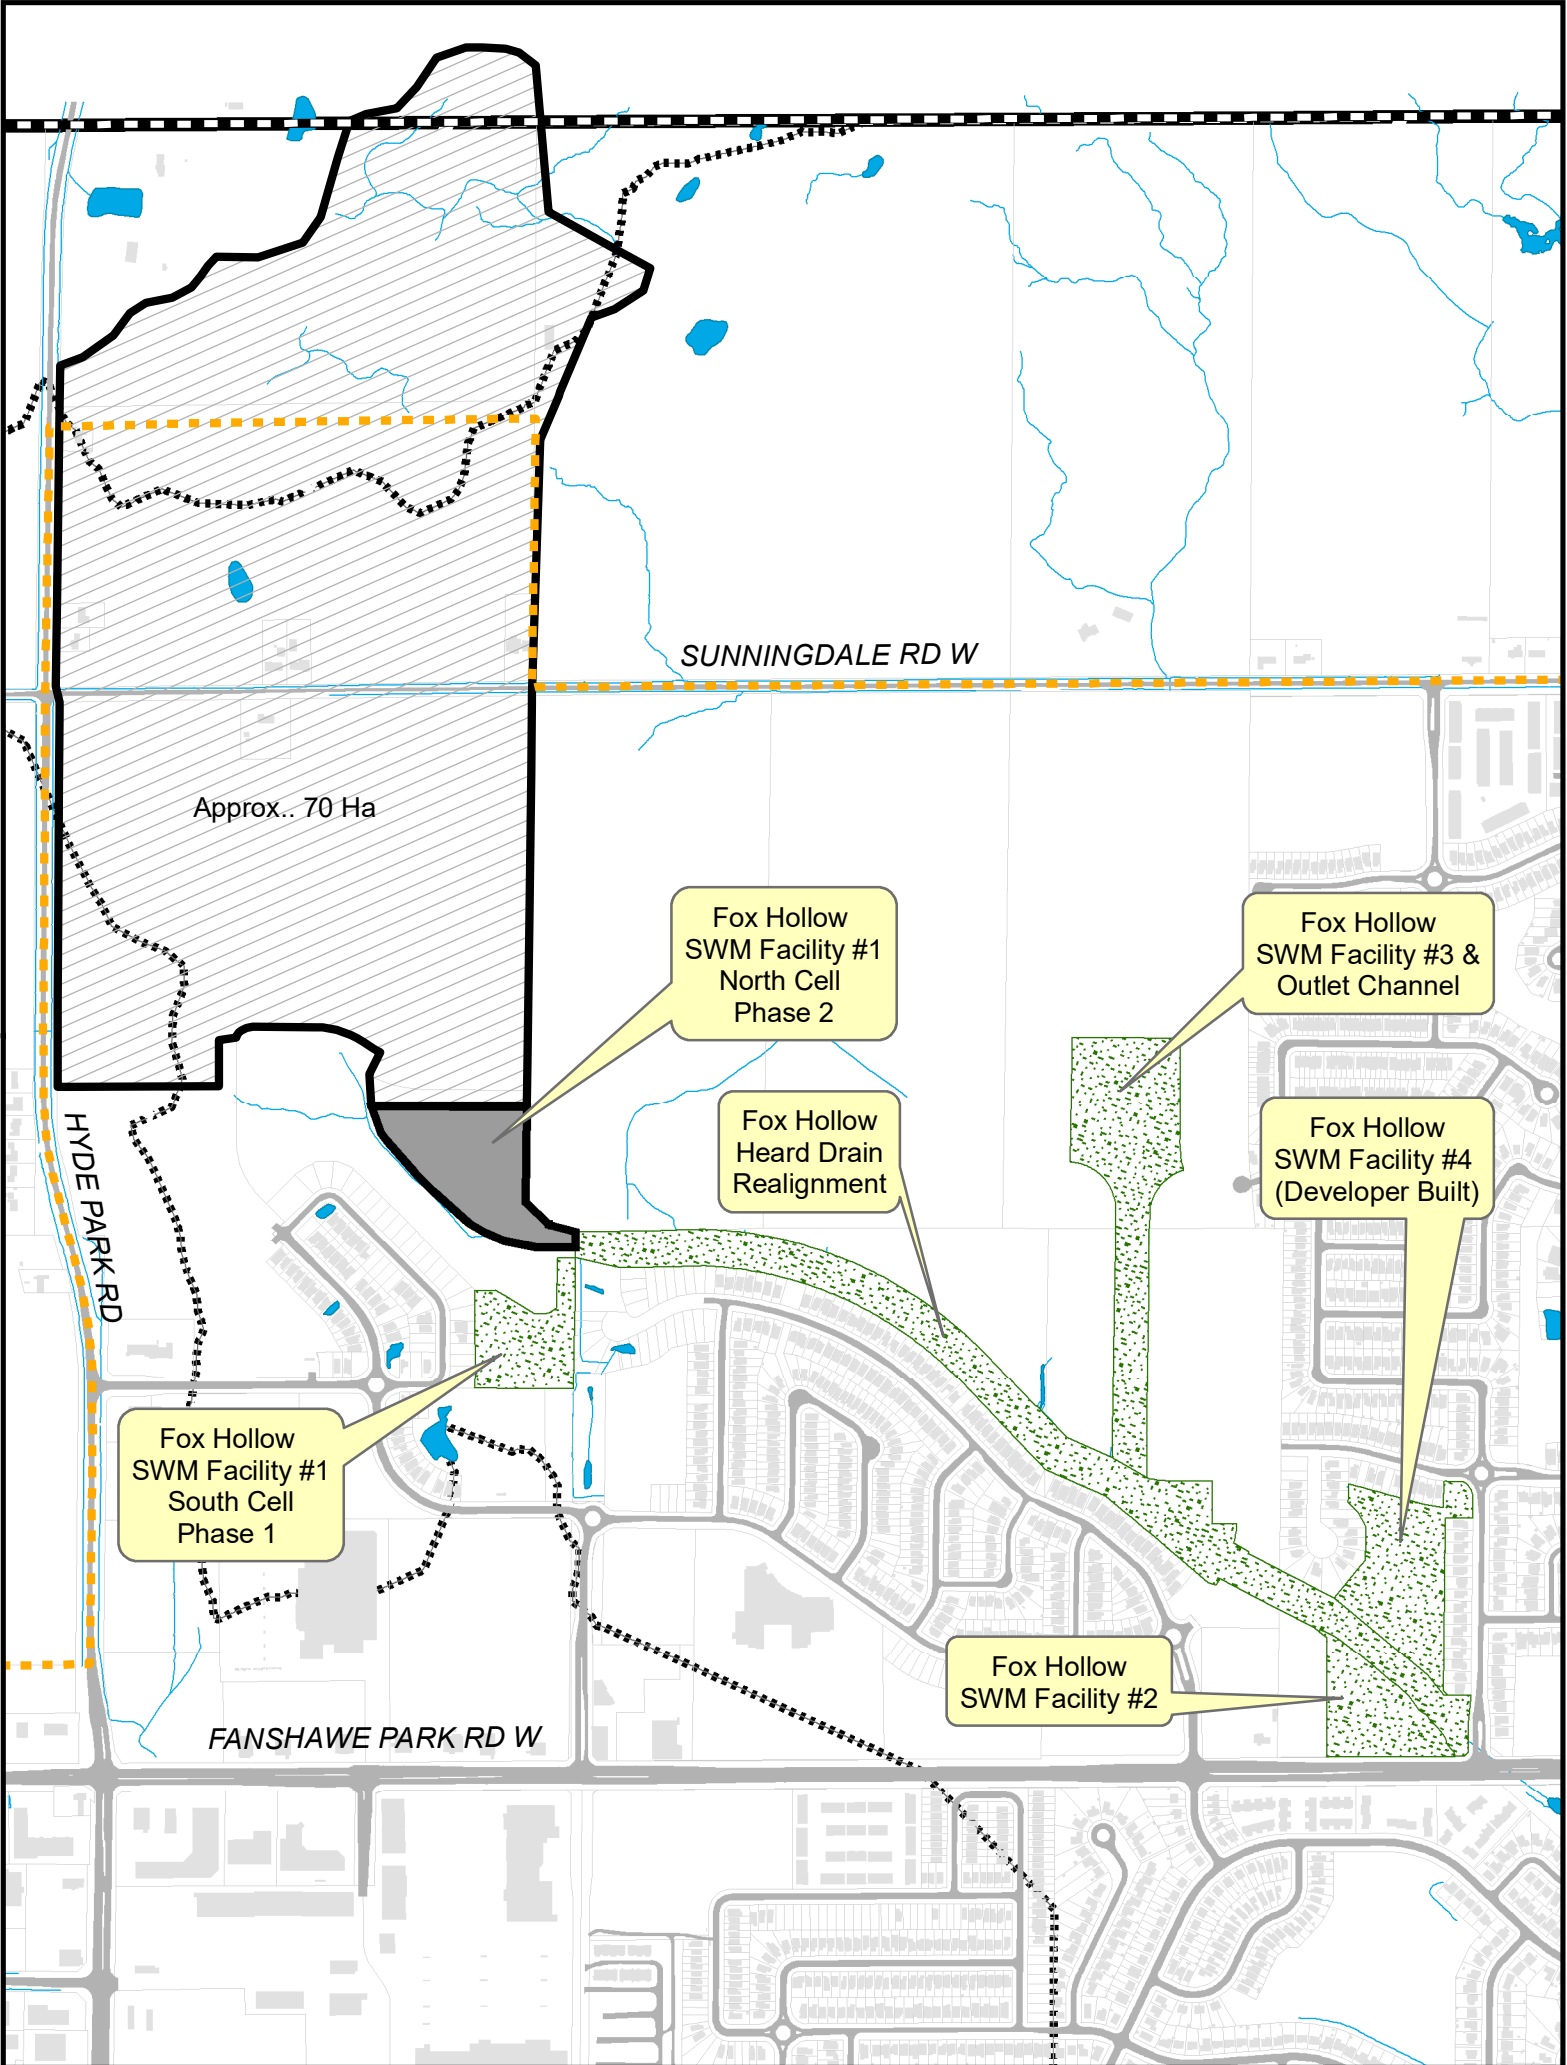 SUNNINGDALE RD W
Approx.. 70 Ha
Fox Hollow
SWM Facility #1
North Cell
Phase 2
Fox Hollow
SWM Facility #3 &
Outlet Channel
Fox Hollow
Heard Drain
Realignment
Fox Hollow
SWM Facility #4
(Developer Built)
HYDE PARK RD
Fox Hollow
SWM Facility #1
South Cell
Phase 1
Fox Hollow
SWM Facility #2
FANSHAWE PARK RD W